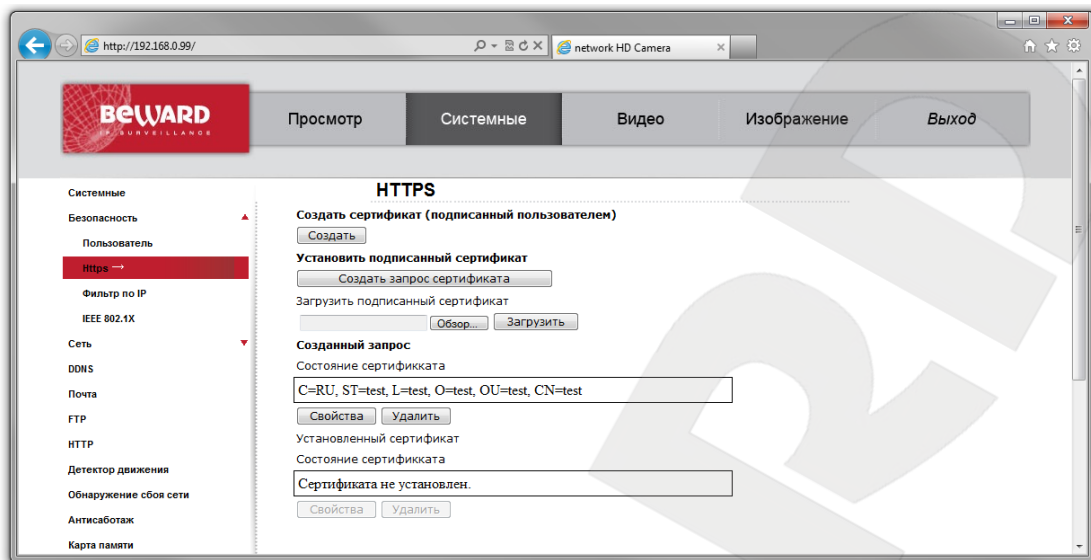 http://192.168.0.99/
network HD Camera
BEWARD
IP SURVEILLANCE
Просмотр
Системные
Видео
Изображение
Выход
Системные
Безопасность
Пользователь
Https →
Фильтр по IP
IEEE 802.1X
Сеть
DDNS
Почта
FTP
HTTP
Детектор движения
Обнаружение сбоя сети
Антисаботаж
Карта памяти
HTTPS
Создать сертификат (подписанный пользователем)
Создать
Установить подписанный сертификат
Создать запрос сертификата
Загрузить подписанный сертификат
Обзор... Загрузить
Созданный запрос
Состояние сертификката
C=RU, ST=test, L=test, O=test, OU=test, CN=test
Свойства Удалить
Установленный сертификат
Состояние сертификката
Сертификата не установлен.
Свойства Удалить